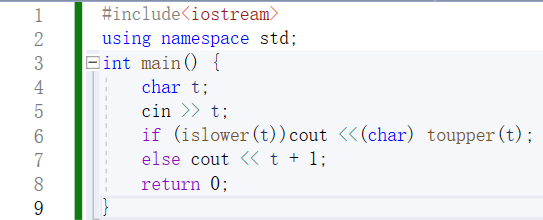 1 #include<iostream>
2 using namespace std;
3 int main() {
4 char t;
5 cin >> t;
6 if (islower(t))cout <<(char) toupper(t);
7 else cout << t + 1;
8 return 0;
9 }